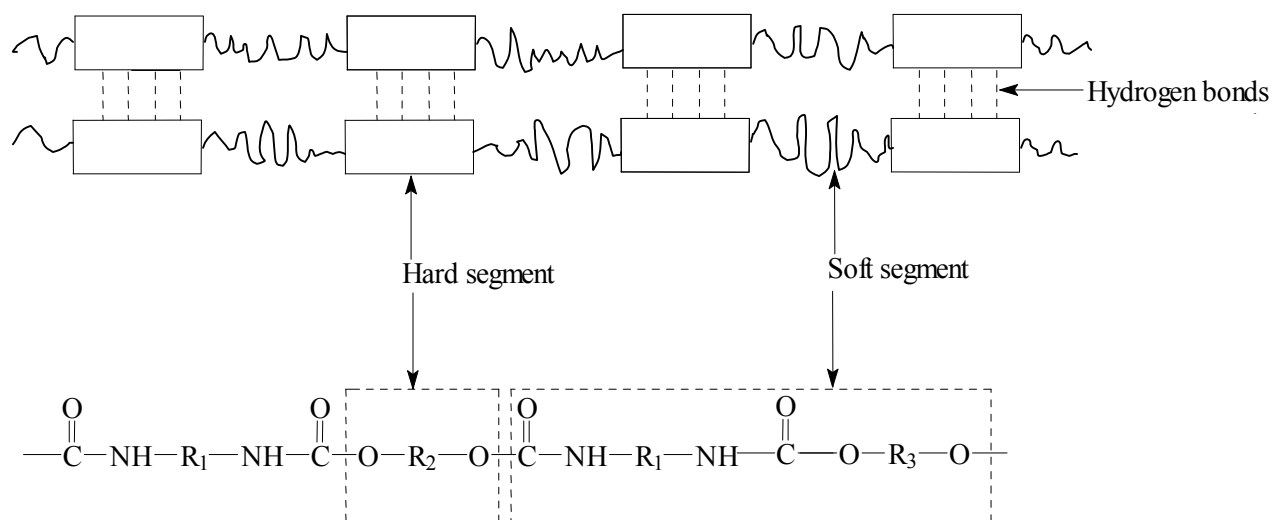 Hydrogen bonds
Hard segment
Soft segment
O O O O
C NH R₁ NH C O R₂ O C NH R₁ NH C O R₃ O